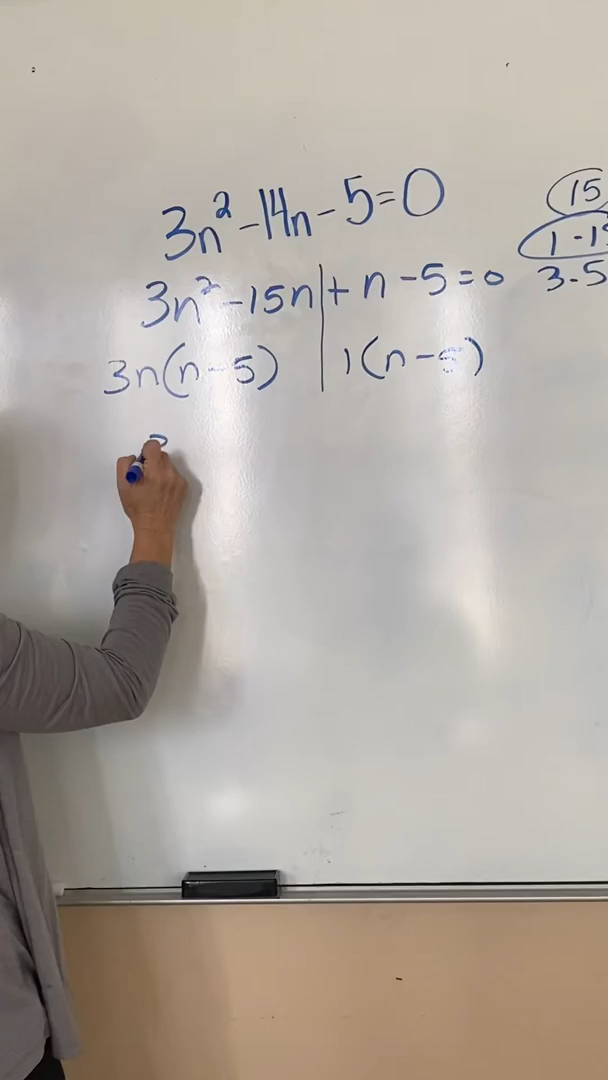 3n² - 14n - 5 = 0
3n² - 15n | + n - 5 = 0
3n(n - 5) | 1(n - 5)
15
1 - 15
3 - 5